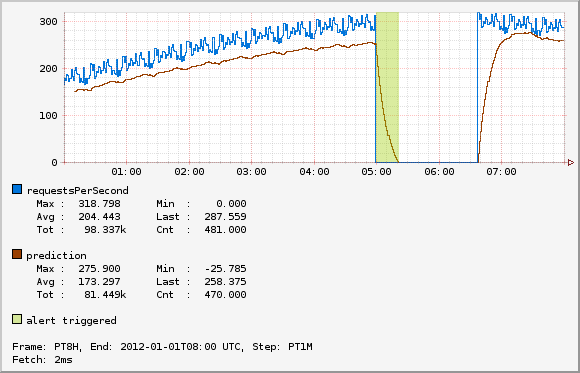 300
200
100
0
01:00 02:00 03:00 04:00 05:00 06:00 07:00
requestsPerSecond
Max : 318.798 Min : 0.000
Avg : 204.443 Last : 287.559
Tot : 98.337k Cnt : 481.000
prediction
Max : 275.900 Min : -25.785
Avg : 173.297 Last : 258.375
Tot : 81.449k Cnt : 470.000
alert triggered
Frame: PT8H, End: 2012-01-01T08:00 UTC, Step: PT1M
Fetch: 2ms